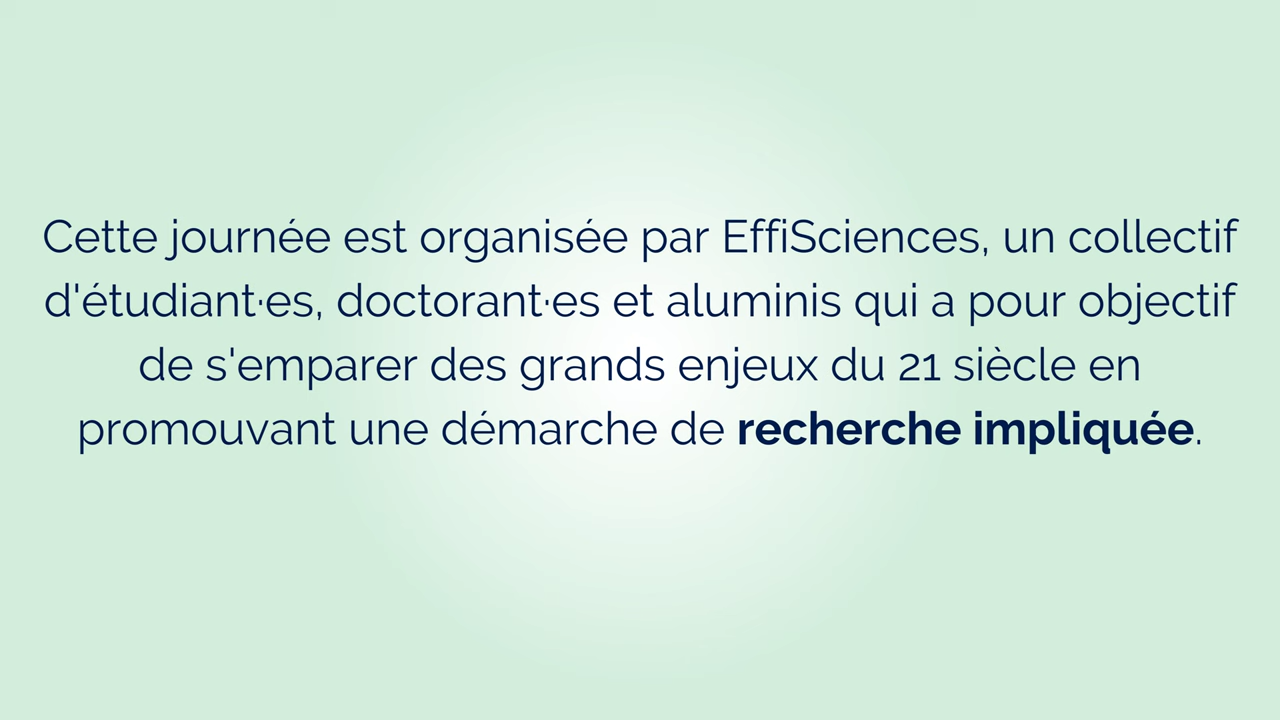 Cette journée est organisée par EffiSciences, un collectif
d'étudiant·es, doctorant·es et aluminis qui a pour objectif
de s'emparer des grands enjeux du 21 siècle en
promouvant une démarche de recherche impliquée.